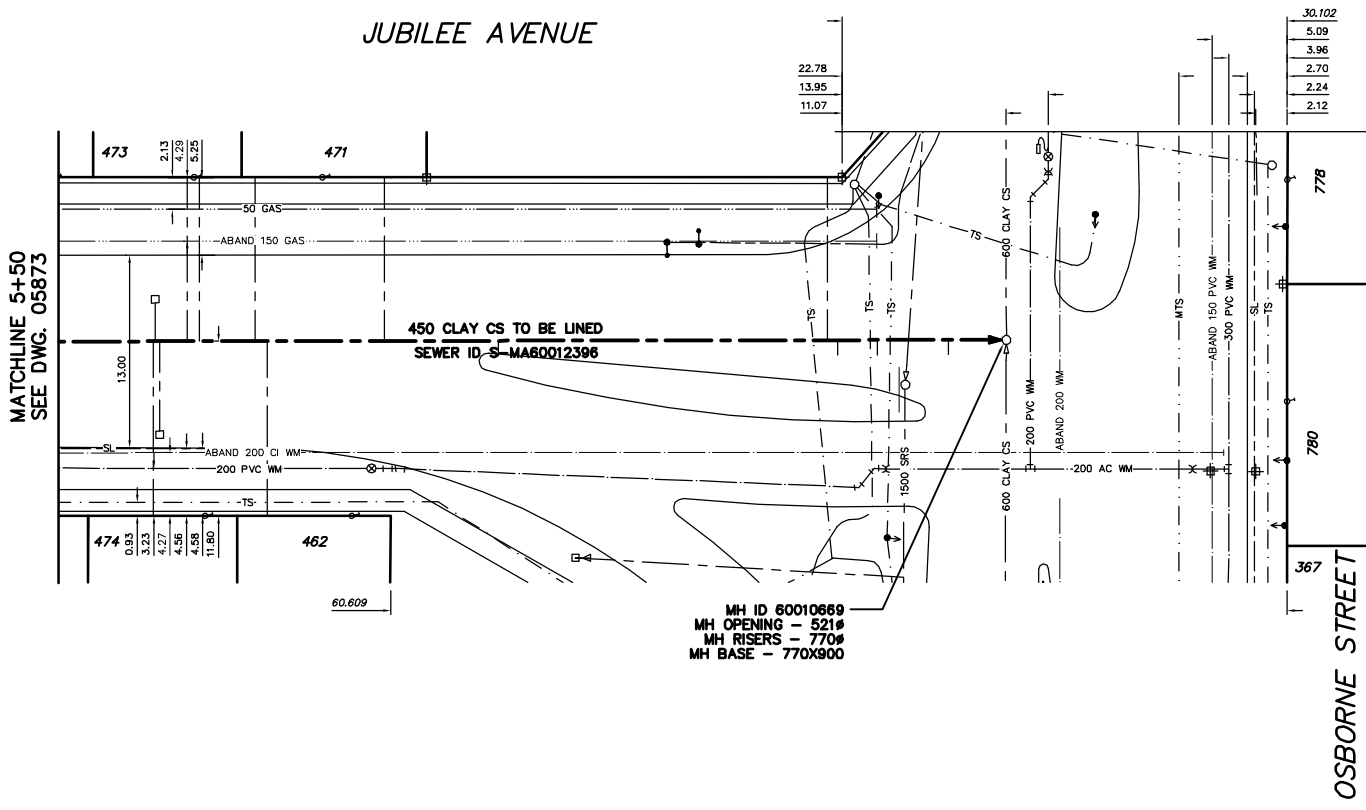 JUBILEE AVENUE
30.102
5.09
3.96
2.70
2.24
2.12
22.78
13.95
11.07
473
2.13
4.29
5.25
471
778
50 GAS
ABAND 150 GAS
TS
600 CLAY CS
MATCHLINE 5+50
SEE DWG. 05873
13.00
450 CLAY CS TO BE LINED
SEWER ID S-MA60012396
TS
TS
TS
MTS
ABAND 150 PVC WM
300 PVC WM
SL
TS
200 PVC WM
ABAND 200 WM
780
SL
ABAND 200 CI WM
200 PVC WM
1500 SRS
600 CLAY CS
200 AC WM
TS
474
0.93
3.23
4.27
4.56
4.58
11.80
462
367
60.609
MH ID 60010669
MH OPENING - 521ø
MH RISERS - 770ø
MH BASE - 770X900
OSBORNE STREET